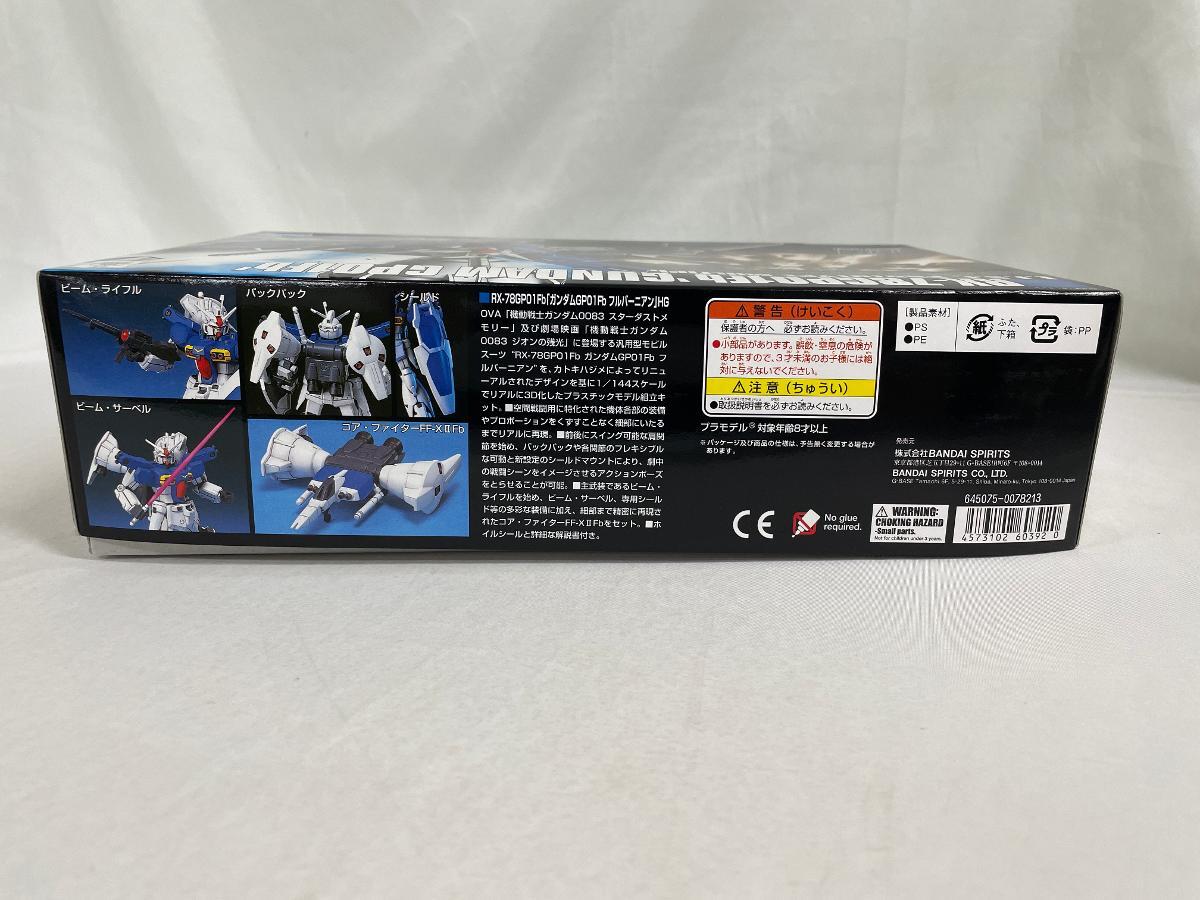 RX-78GP01Fb・GUNDAM GP01Fb
ビーム・ライフル
バックパック
シールド
ビーム・サーベル
コア・ファイターFF-XⅡFb
■RX-78GP01Fb「ガンダムGP01Fb フルバーニアン」HG
OVA「機動戦士ガンダム0083 スターダストメ
モリー」及び劇場映画「機動戦士ガンダム
0083 ジオンの残光」に登場する汎用型モビル
スーツ“RX-78GP01Fb ガンダムGP01Fb フ
ルバーニアン”を、カトキハジメによってリニ
ューアルされたデザインを基に1／144スケール
でリアルに3D化したプラスチックモデル組立キ
ット。■空間戦闘用に特化された機体各部の装備
やプロポーションをくずすことなく細部にいたる
までリアルに再現。■前後にスイング可能な肩関
節を始め、バックパックや各関節のフレキシブル
な可動と新設定のシールドマウントにより、劇中
の戦闘シーンをイメージさせるアクションポーズ
をとらせることが可能。■主武装であるビーム・
ライフルを始め、ビーム・サーベル、専用シール
ド等の多彩な装備に加え、細部まで精密に再現さ
れたコア・ファイターFF-XⅡFbをセット。■ホ
イルシールと詳細な解説書付き。
警告（けいこく）
保護者の方へ 必ずお読みください。
●小部品があります。誤飲・窒息の危険が
ありますので、3才未満のお子様には絶
対に与えないでください。
注意（ちゅうい）
●取扱説明書を必ずお読みください。
プラモデル® 対象年齢8才以上
※パッケージ及び商品の仕様は、予告無く変更する場合が
あります。
CE
No glue
required.
［製品素材］
●PS
●PE
紙
ふた、
下箱
プラ
袋：PP
発売元
株式会社BANDAI SPIRITS
BANDAI SPIRITS CO., LTD.
G-BASE Tamachi 6F, 5-29-11, Shiba, Minato-ku, Tokyo 108-0014 Japan
645075-0078213
WARNING:
CHOKING HAZARD
-Small parts.
Not for children under 3 years.
4573102 60392 0